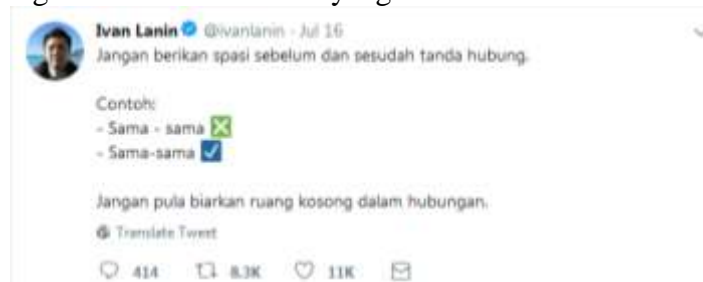 Ivan Lanin @ivanlanin - Jul 16
Jangan berikan spasi sebelum dan sesudah tanda hubung.
Contoh:
- Sama - sama ❎
- Sama-sama ☑
Jangan pula biarkan ruang kosong dalam hubungan.
Translate Tweet
414 8.3K 11K